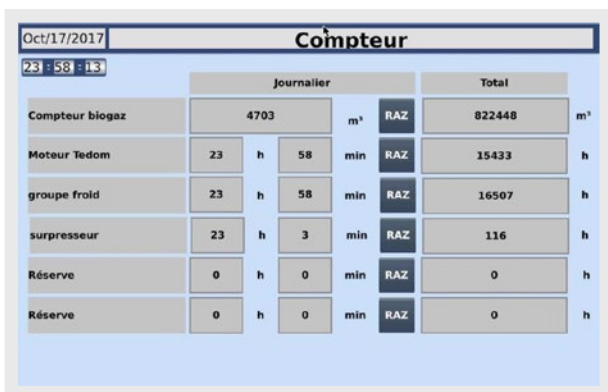 Oct/17/2017 Compteur
23 : 58 : 13
Journalier Total
Compteur biogaz 4703 m³ RAZ 822448 m³
Moteur Tedom 23 h 58 min RAZ 15433 h
groupe froid 23 h 58 min RAZ 16507 h
surpresseur 23 h 3 min RAZ 116 h
Réserve 0 h 0 min RAZ 0 h
Réserve 0 h 0 min RAZ 0 h